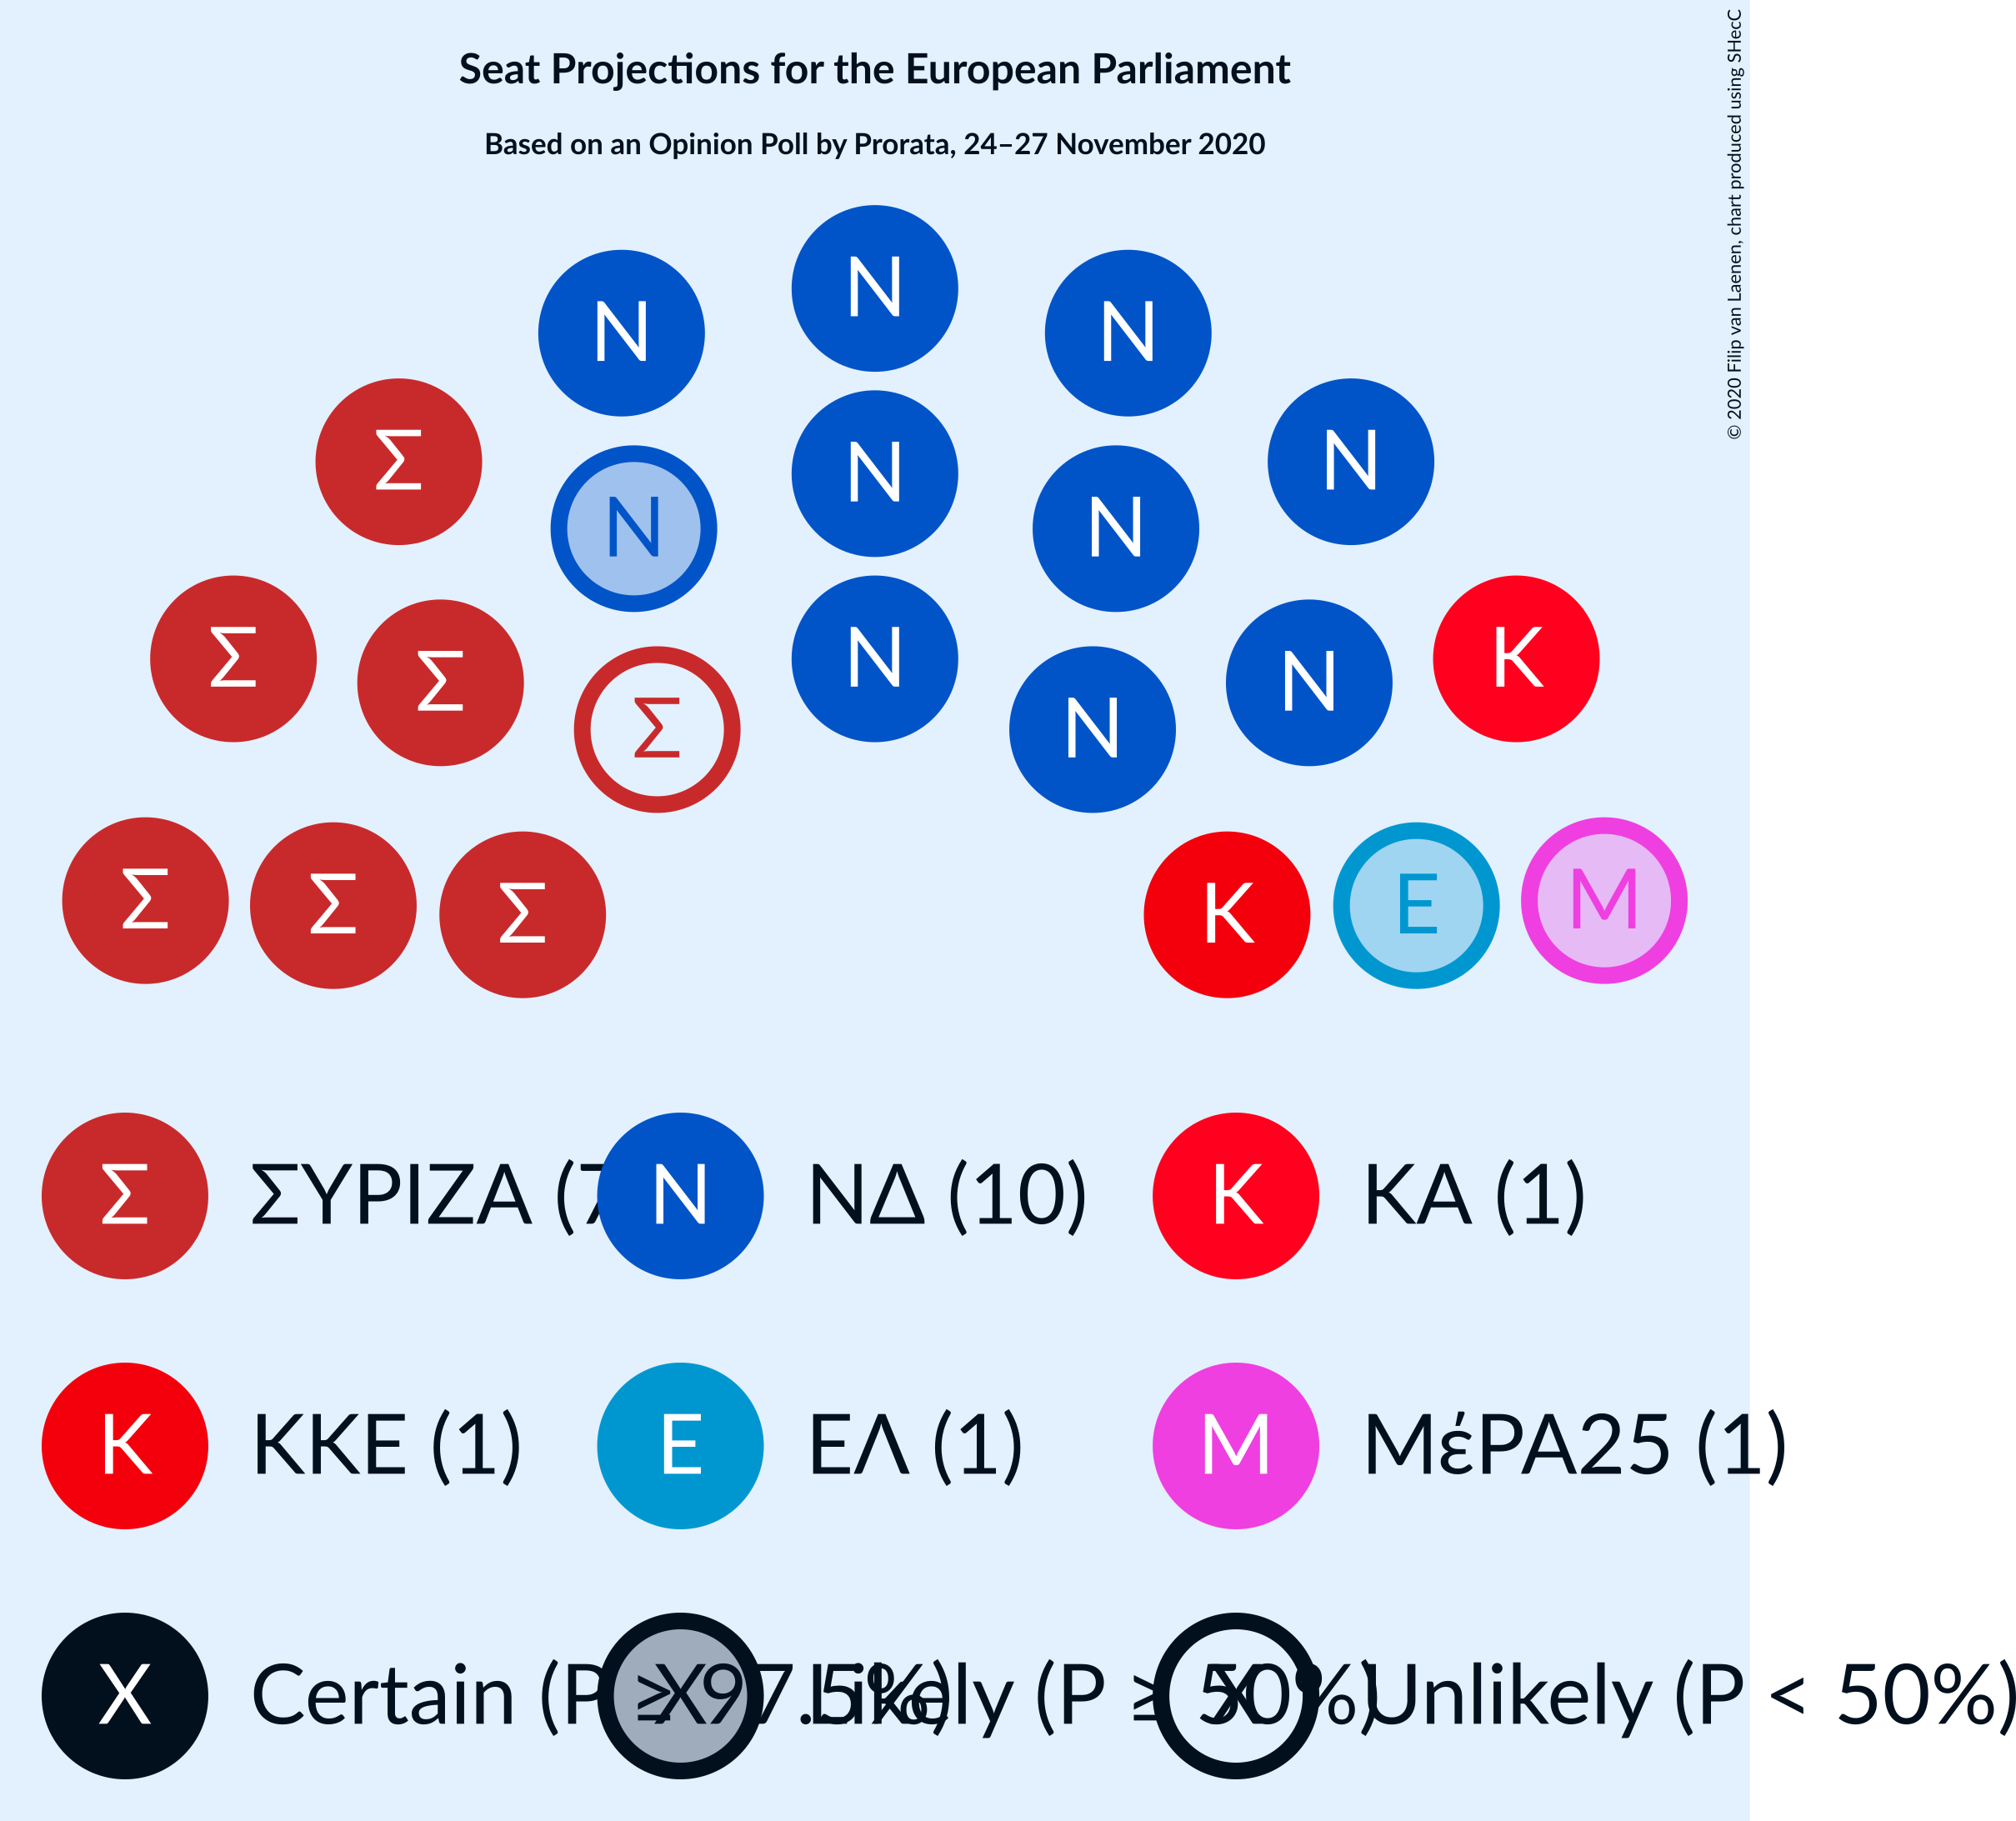 Seat Projections for the European Parliament
Based on an Opinion Poll by Prorata, 24–27 November 2020
© 2020 Filip van Laenen, chart produced using SHecC
N
N
N
Σ
N
N
N
N
Σ
Σ
Σ
N
N
N
K
Σ
Σ
Σ
K
E
M
Σ ΣΥΡΙΖΑ (7
N ΝΔ (10)
K ΚΑ (1)
K ΚΚΕ (1)
E ΕΛ (1)
M ΜέΡΑ25 (1)
X Certain (P ≥ 97.5%)
X Likely (P ≥ 50%)
X Unlikely (P < 50%)